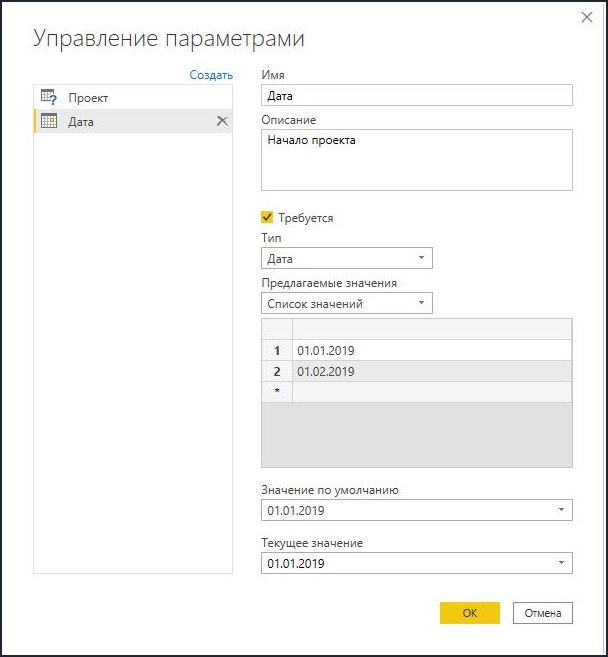 Управление параметрами
Создать
Проект
Дата
Имя
Дата
Описание
Начало проекта
Требуется
Тип
Дата
Предлагаемые значения
Список значений
1 01.01.2019
2 01.02.2019
*
Значение по умолчанию
01.01.2019
Текущее значение
01.01.2019
ОК Отмена